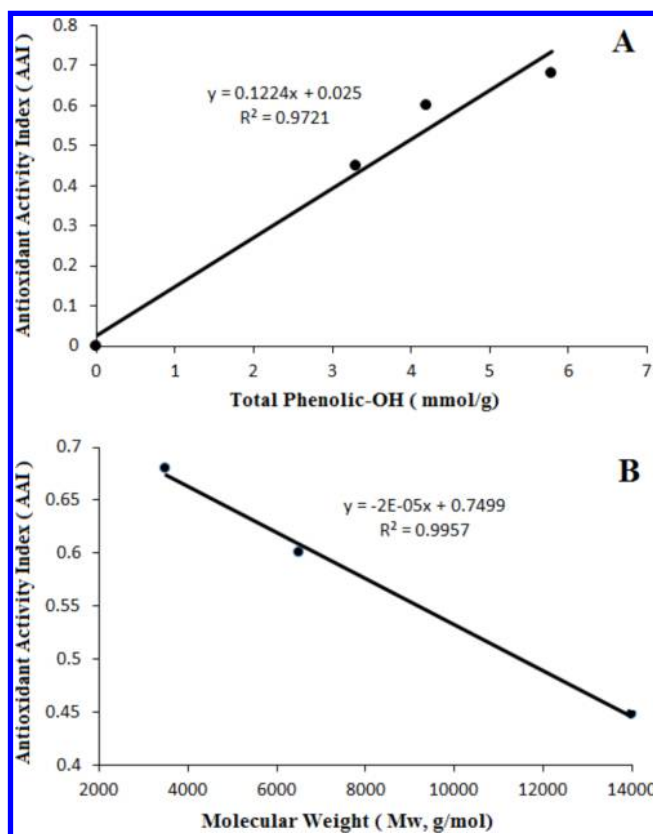 A
y = 0.1224x + 0.025
R² = 0.9721
Antioxidant Activity Index ( AAI )
0.8
0.7
0.6
0.5
0.4
0.3
0.2
0.1
0
0 1 2 3 4 5 6 7
Total Phenolic-OH ( mmol/g)
B
y = -2E-05x + 0.7499
R² = 0.9957
Antioxidant Activity Index ( AAI )
0.7
0.65
0.6
0.55
0.5
0.45
0.4
2000 4000 6000 8000 10000 12000 14000
Molecular Weight ( Mw, g/mol)